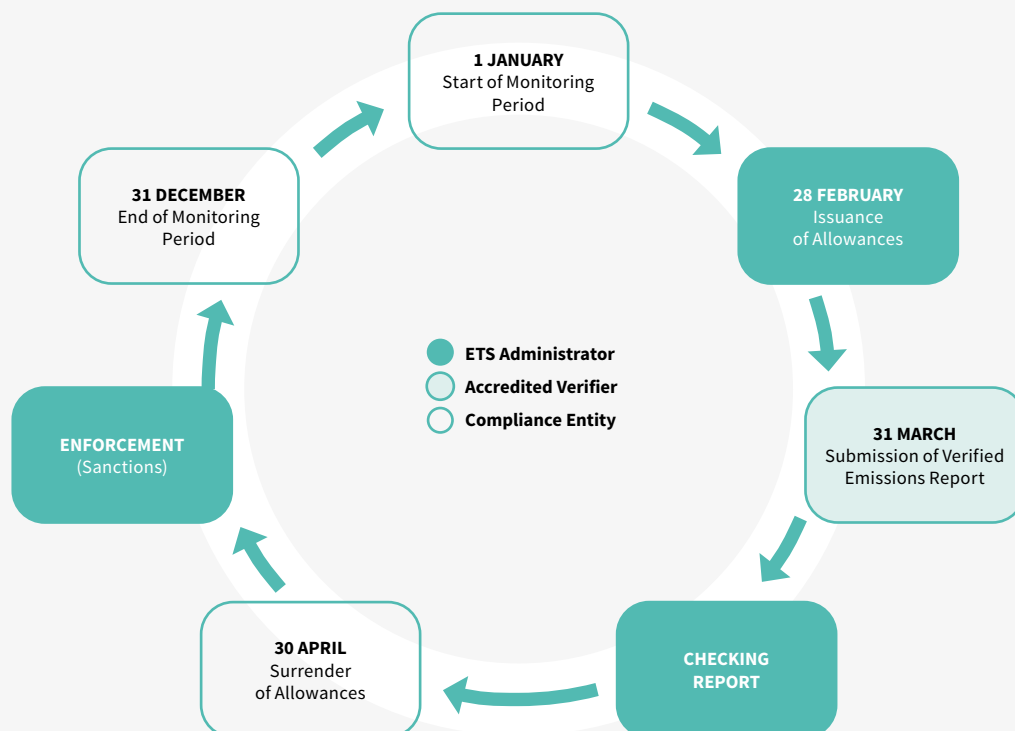 1 JANUARY
Start of Monitoring
Period
28 FEBRUARY
Issuance
of Allowances
31 MARCH
Submission of Verified
Emissions Report
CHECKING
REPORT
30 APRIL
Surrender
of Allowances
ENFORCEMENT
(Sanctions)
31 DECEMBER
End of Monitoring
Period
ETS Administrator
Accredited Verifier
Compliance Entity